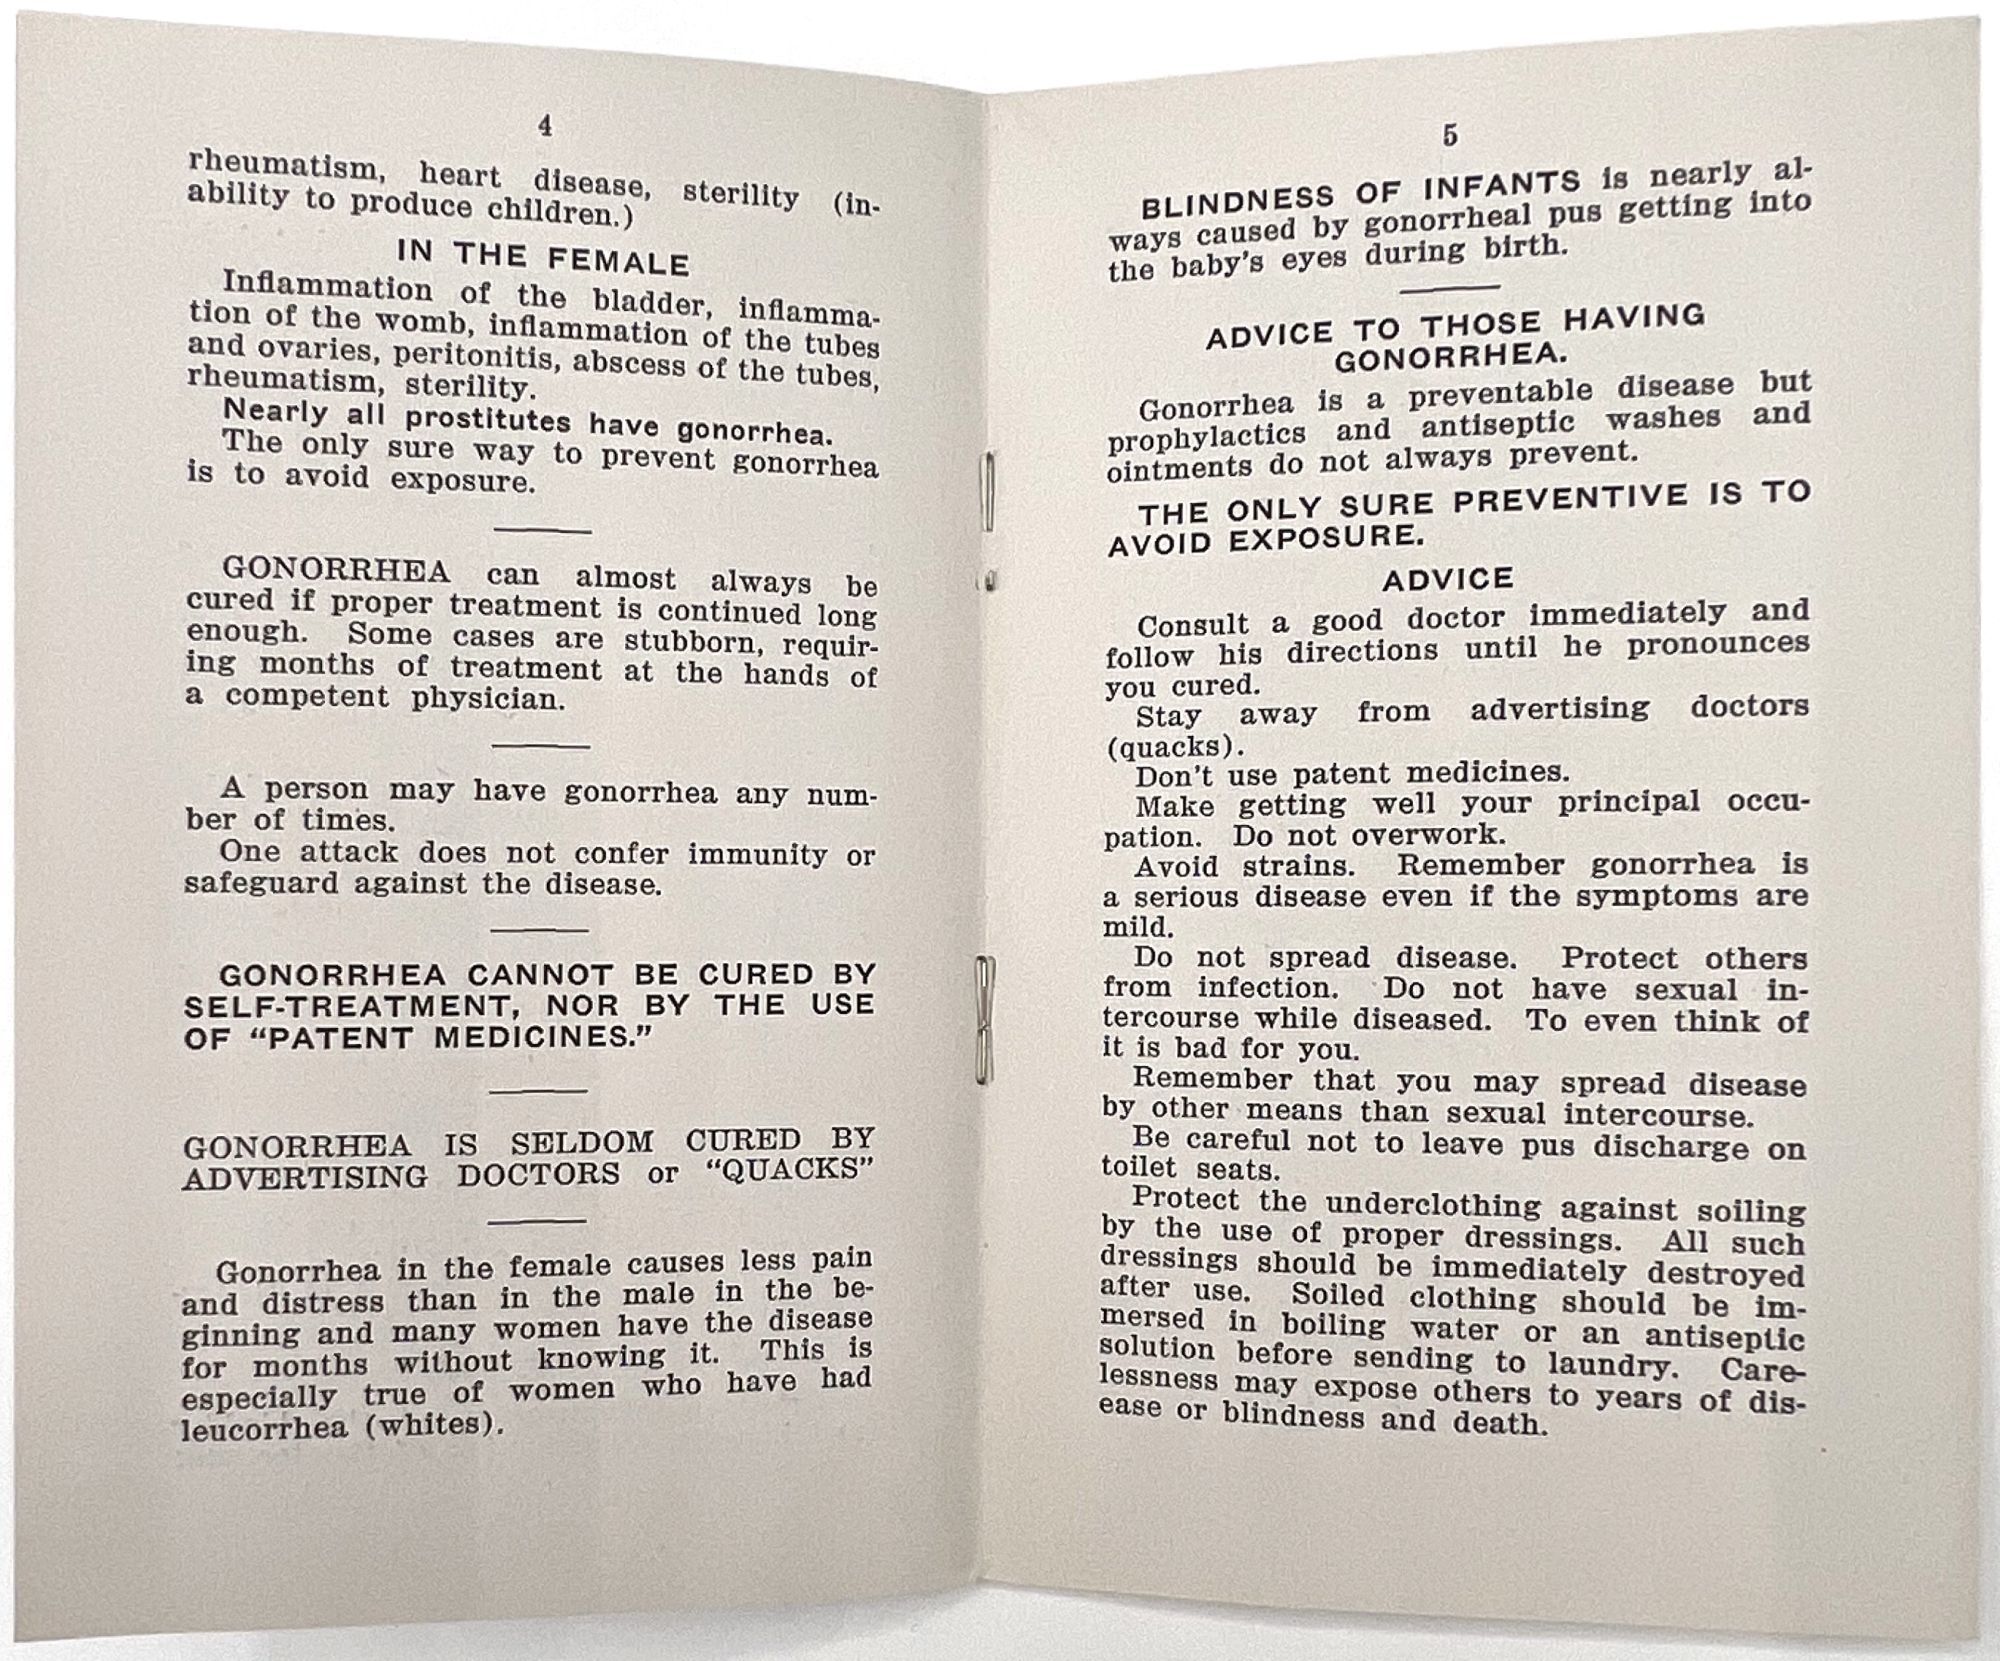 4
rheumatism, heart disease, sterility (in-
ability to produce children.)
IN THE FEMALE
Inflammation of the bladder, inflamma-
tion of the womb, inflammation of the tubes
and ovaries, peritonitis, abscess of the tubes,
rheumatism, sterility.
Nearly all prostitutes have gonorrhea.
The only sure way to prevent gonorrhea
is to avoid exposure.
GONORRHEA can almost always be
cured if proper treatment is continued long
enough. Some cases are stubborn, requir-
ing months of treatment at the hands of
a competent physician.
A person may have gonorrhea any num-
ber of times.
One attack does not confer immunity or
safeguard against the disease.
GONORRHEA CANNOT BE CURED BY
SELF-TREATMENT, NOR BY THE USE
OF "PATENT MEDICINES."
GONORRHEA IS SELDOM CURED BY
ADVERTISING DOCTORS or "QUACKS"
Gonorrhea in the female causes less pain
and distress than in the male in the be-
ginning and many women have the disease
for months without knowing it. This is
especially true of women who have had
leucorrhea (whites).
5
BLINDNESS OF INFANTS is nearly al-
ways caused by gonorrheal pus getting into
the baby's eyes during birth.
ADVICE TO THOSE HAVING
GONORRHEA.
Gonorrhea is a preventable disease but
prophylactics and antiseptic washes and
ointments do not always prevent.
THE ONLY SURE PREVENTIVE IS TO
AVOID EXPOSURE.
ADVICE
Consult a good doctor immediately and
follow his directions until he pronounces
you cured.
Stay away from advertising doctors
(quacks).
Don't use patent medicines.
Make getting well your principal occu-
pation. Do not overwork.
Avoid strains. Remember gonorrhea is
a serious disease even if the symptoms are
mild.
Do not spread disease. Protect others
from infection. Do not have sexual in-
tercourse while diseased. To even think of
it is bad for you.
Remember that you may spread disease
by other means than sexual intercourse.
Be careful not to leave pus discharge on
toilet seats.
Protect the underclothing against soiling
by the use of proper dressings. All such
dressings should be immediately destroyed
after use. Soiled clothing should be im-
mersed in boiling water or an antiseptic
solution before sending to laundry. Care-
lessness may expose others to years of dis-
ease or blindness and death.